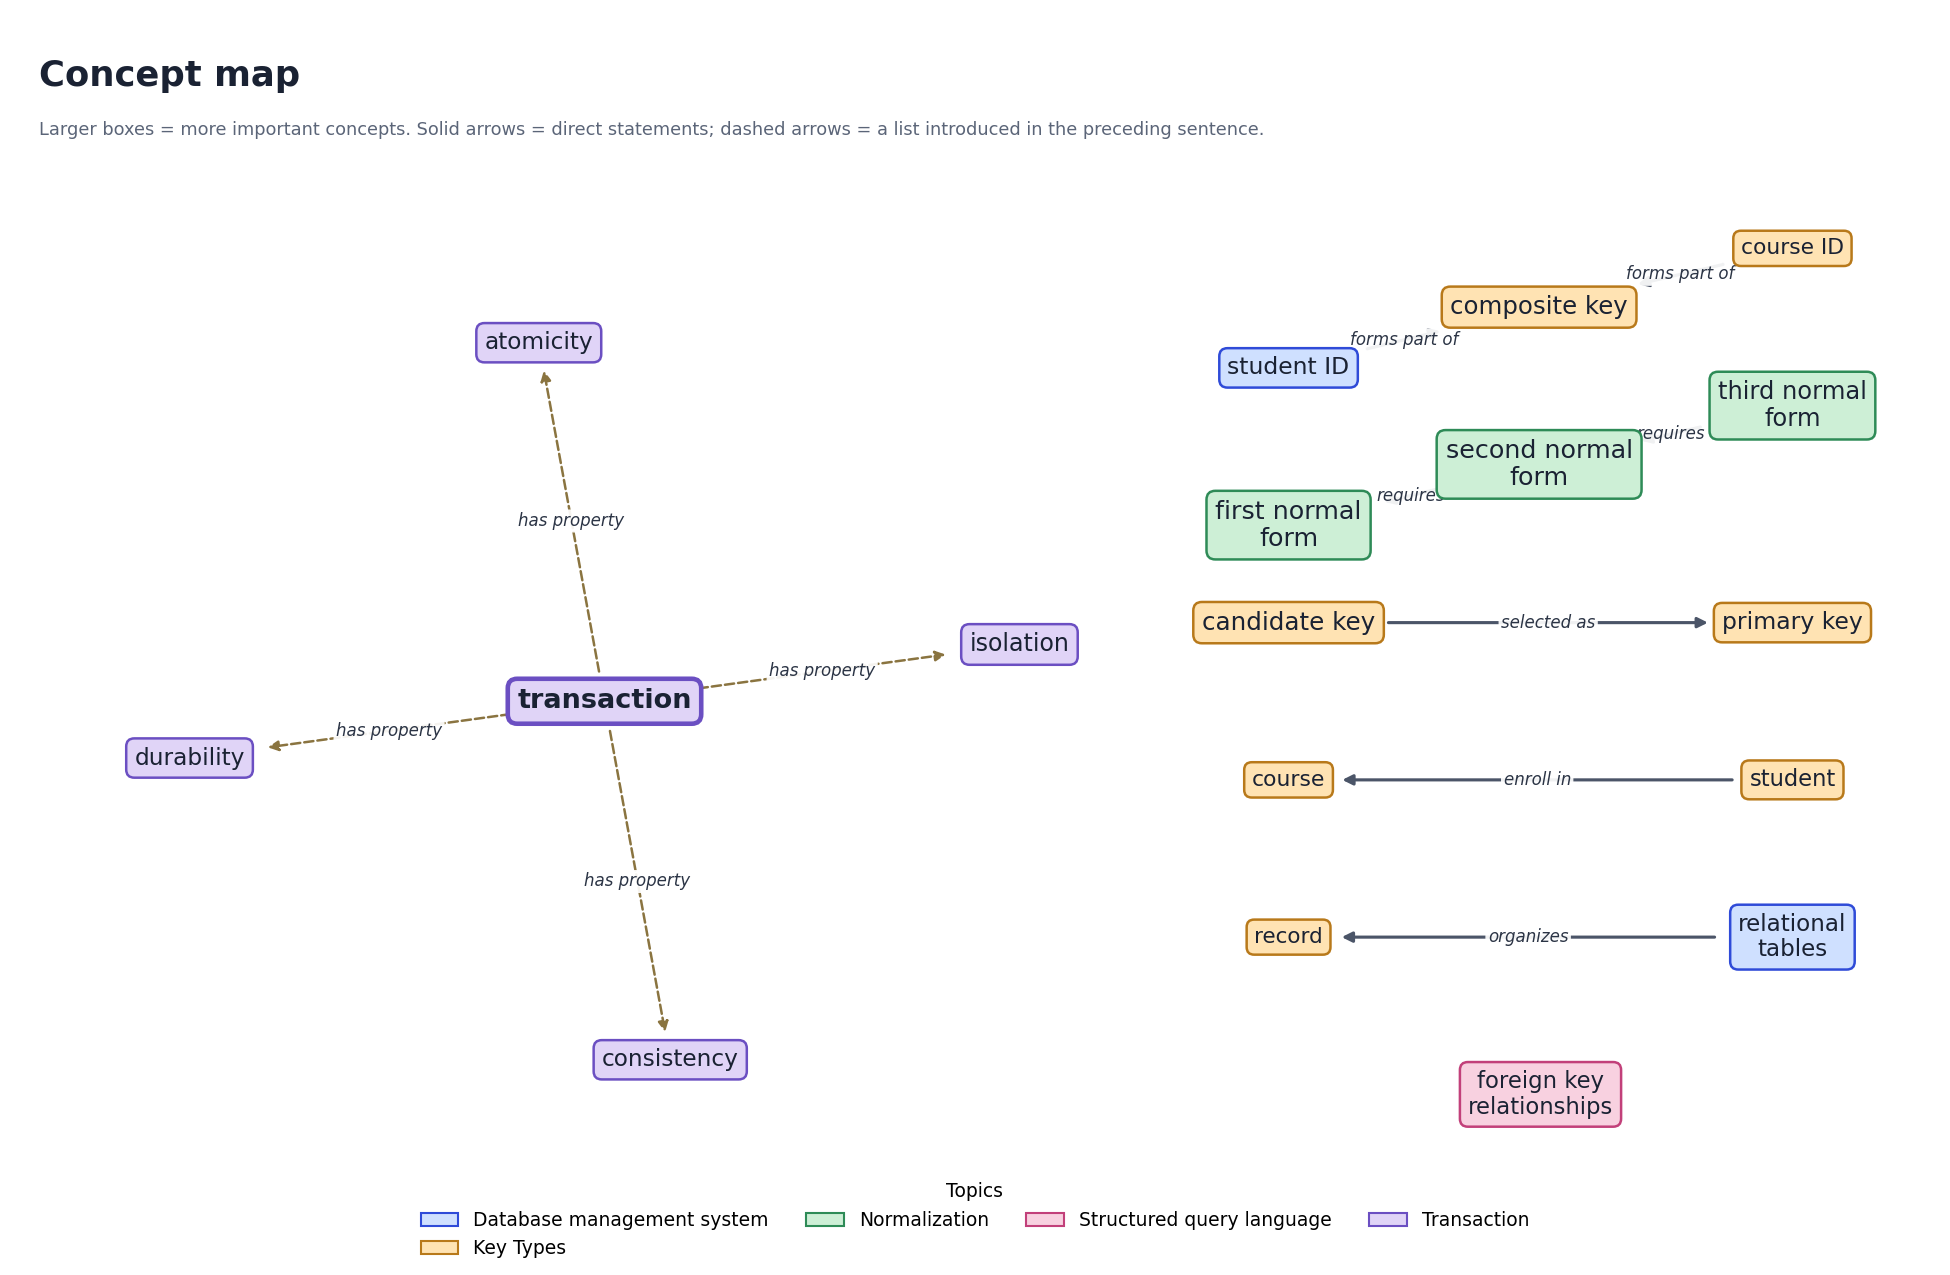 Concept map
Larger boxes = more important concepts. Solid arrows = direct statements; dashed arrows = a list introduced in the preceding sentence.
course ID
forms part of
composite key
forms part of
student ID
atomicity
third normal
form
requires
second normal
form
requires
first normal
form
has property
candidate key
selected as
primary key
isolation
has property
transaction
has property
durability
course
enroll in
student
has property
record
organizes
relational
tables
consistency
foreign key
relationships
Topics
Database management system
Normalization
Structured query language
Transaction
Key Types